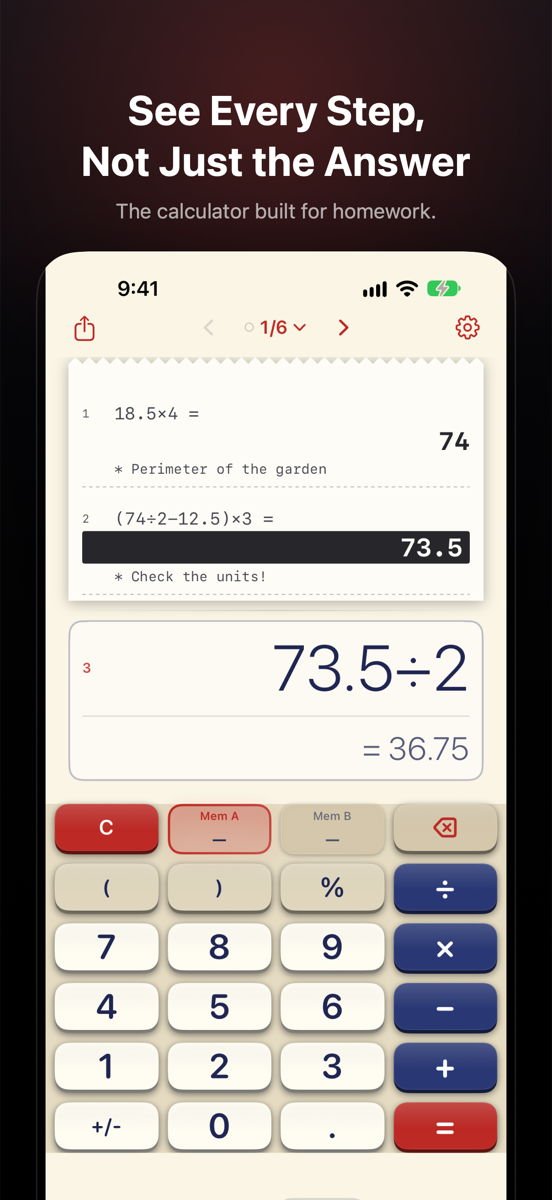 See Every Step,
Not Just the Answer
The calculator built for homework.
9:41
1/6
1 18.5×4 =
74
* Perimeter of the garden
2 (74÷2−12.5)×3 =
73.5
* Check the units!
3 73.5÷2
= 36.75
C Mem A – Mem B –
( ) % ÷
7 8 9 ×
4 5 6 −
1 2 3 +
+/- 0 . =